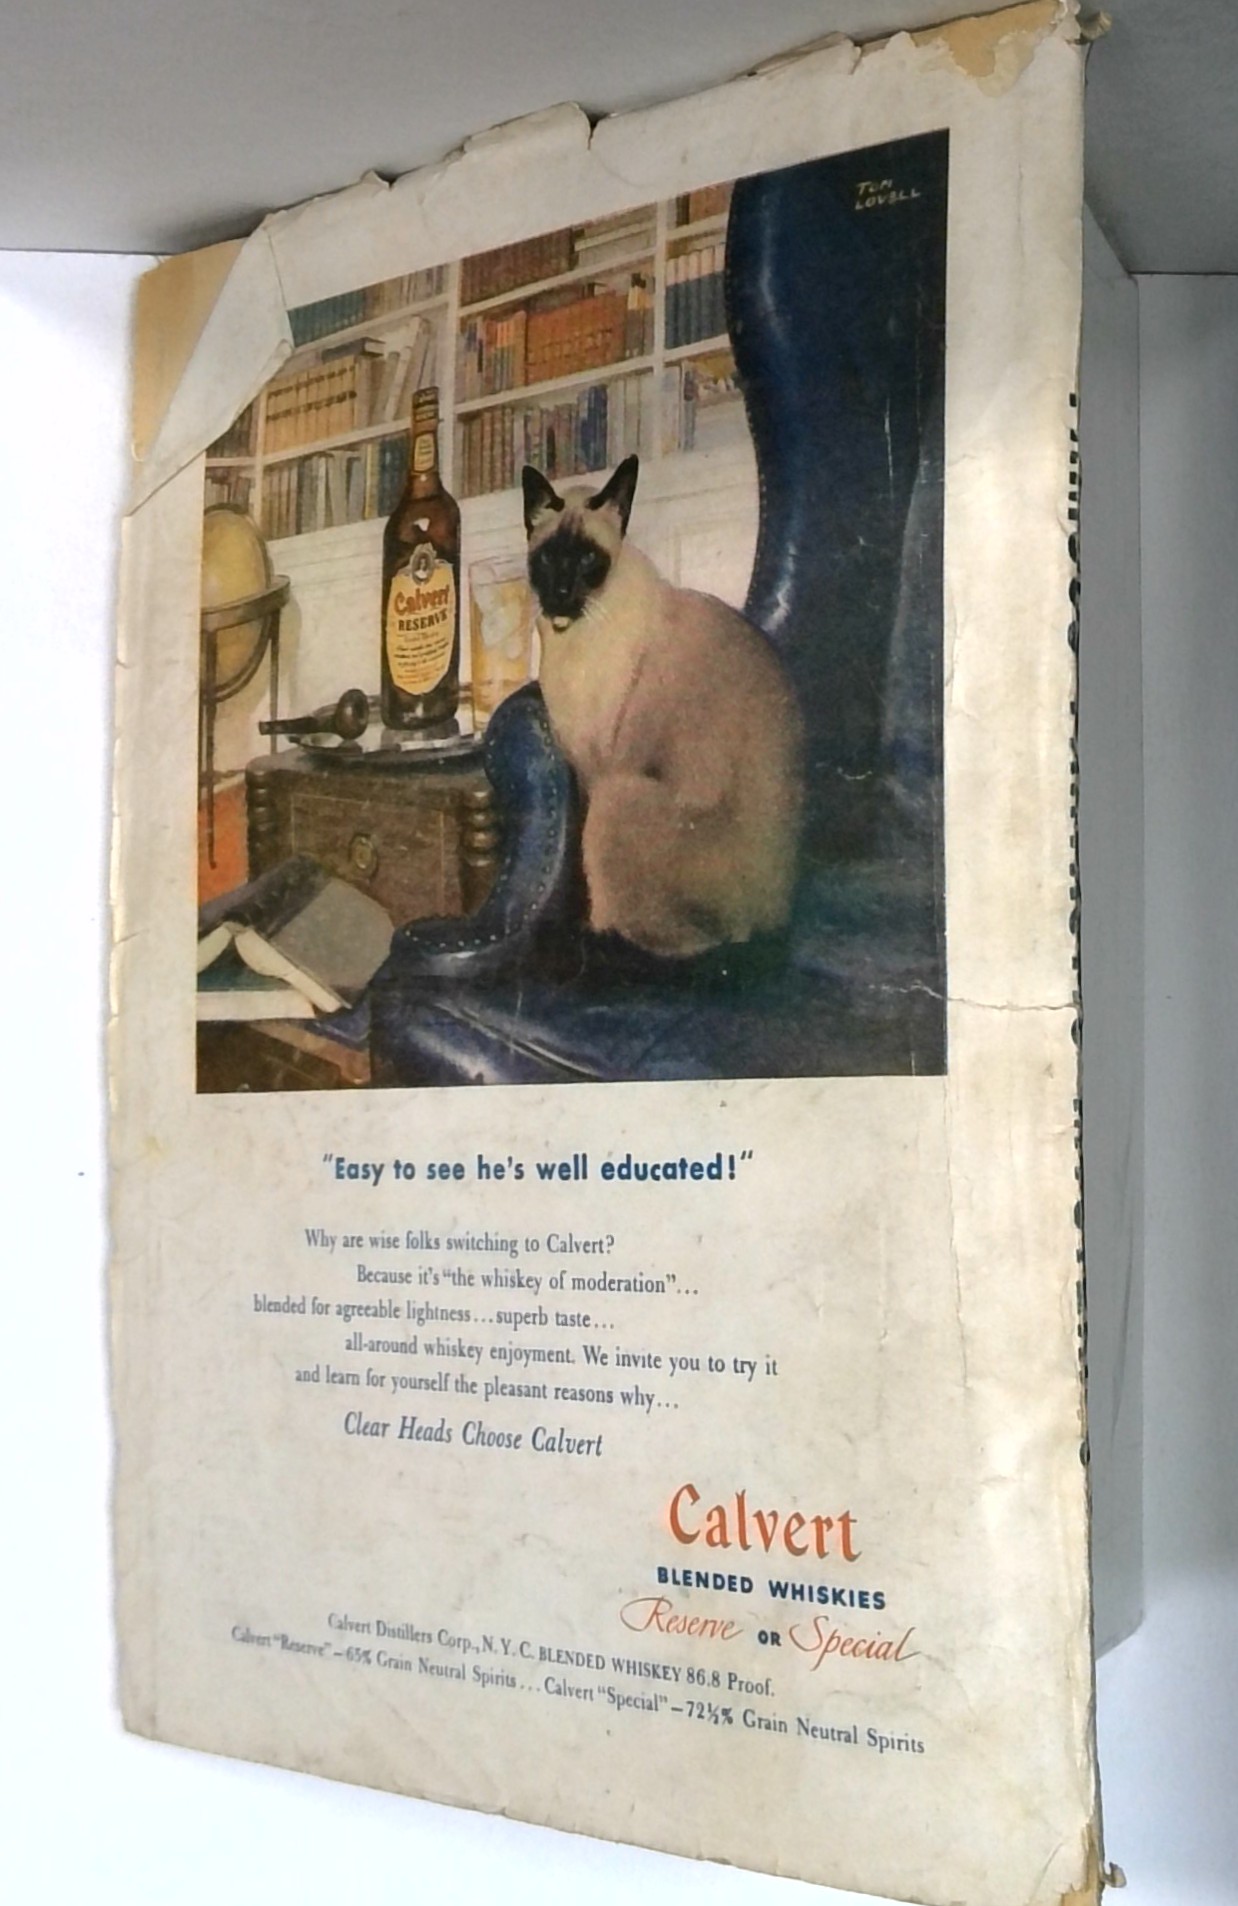 TOM
LOVELL
Calvert
RESERVE
"Easy to see he's well educated!"
Why are wise folks switching to Calvert?
Because it's "the whiskey of moderation"...
blended for agreeable lightness...superb taste...
all-around whiskey enjoyment. We invite you to try it
and learn for yourself the pleasant reasons why...
Clear Heads Choose Calvert
Calvert
BLENDED WHISKIES
Reserve OR Special
Calvert Distillers Corp., N. Y. C. BLENDED WHISKEY 86.8 Proof.
Calvert "Reserve"—65% Grain Neutral Spirits...Calvert "Special"—72½% Grain Neutral Spirits